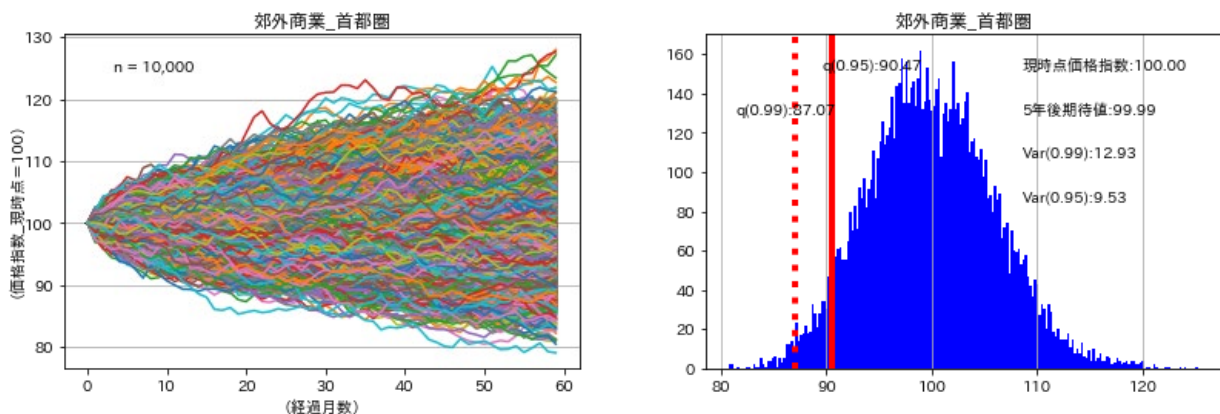 郊外商業_首都圏
130
120
110
100
90
80
n = 10,000
(価格指数_現時点=100)
0 10 20 30 40 50 60
(経過月数)
郊外商業_首都圏
160
140
120
100
80
60
40
20
0
q(0.95):90.47
q(0.99):87.07
現時点価格指数:100.00
5年後期待値:99.99
Var(0.99):12.93
Var(0.95):9.53
80 90 100 110 120